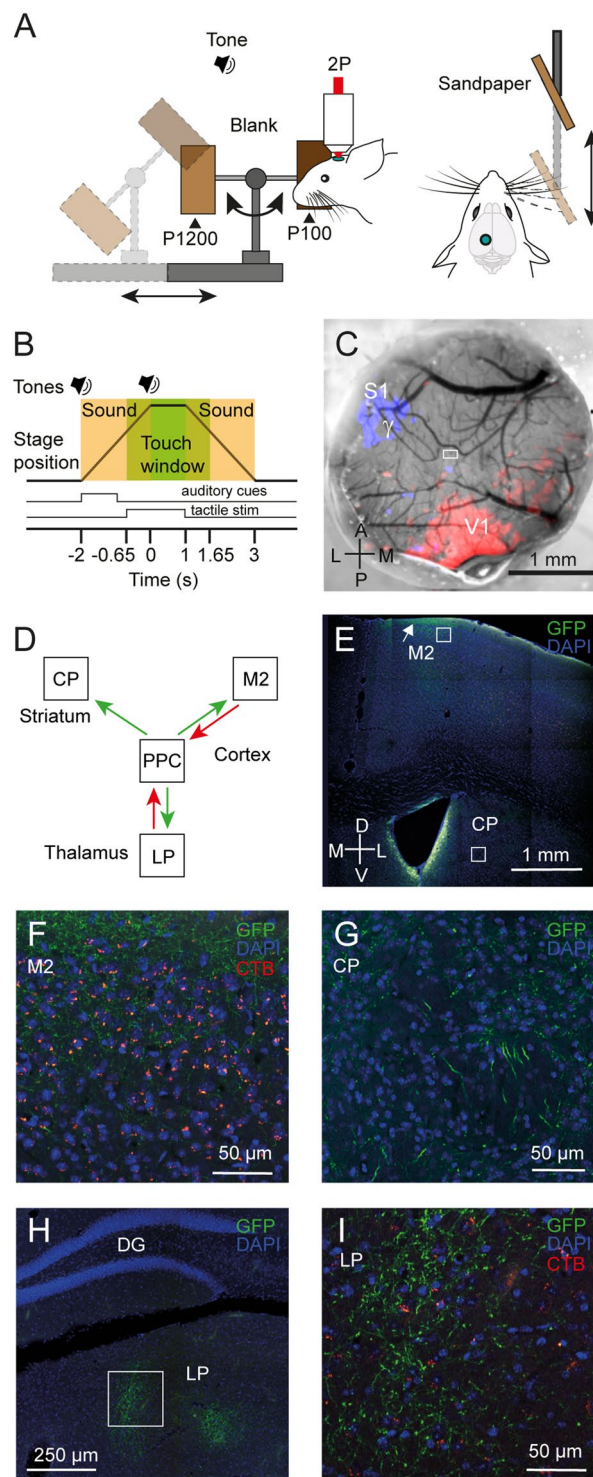 A
Tone
2P
Blank
P1200
P100
Sandpaper
B
Tones
Sound
Sound
Stage
position
Touch
window
auditory cues
tactile stim
-2 -0.65 0 1 1.65 3
Time (s)
C
S1
γ
V1
A
L M
P
1 mm
D
CP
M2
Striatum
PPC
Cortex
Thalamus
LP
E
GFP
DAPI
M2
CP
D
M L
V
1 mm
F
GFP
DAPI
CTB
M2
50 μm
G
GFP
DAPI
CP
50 μm
H
GFP
DAPI
DG
LP
250 μm
I
GFP
DAPI
CTB
LP
50 μm